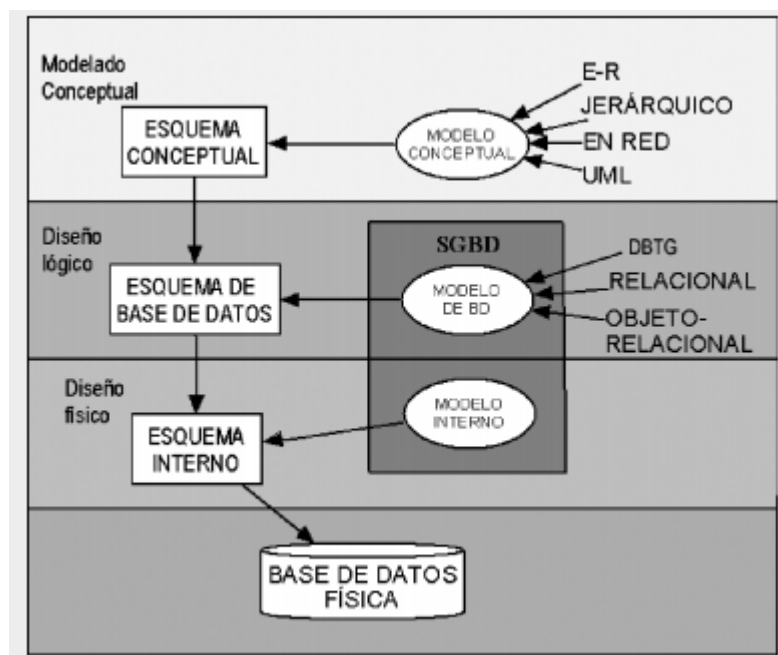 Modelado
Conceptual
ESQUEMA
CONCEPTUAL
MODELO
CONCEPTUAL
E-R
JERÁRQUICO
EN RED
UML
Diseño
lógico
ESQUEMA DE
BASE DE DATOS
SGBD
MODELO
DE BD
DBTG
RELACIONAL
OBJETO-
RELACIONAL
Diseño
físico
ESQUEMA
INTERNO
MODELO
INTERNO
BASE DE DATOS
FÍSICA